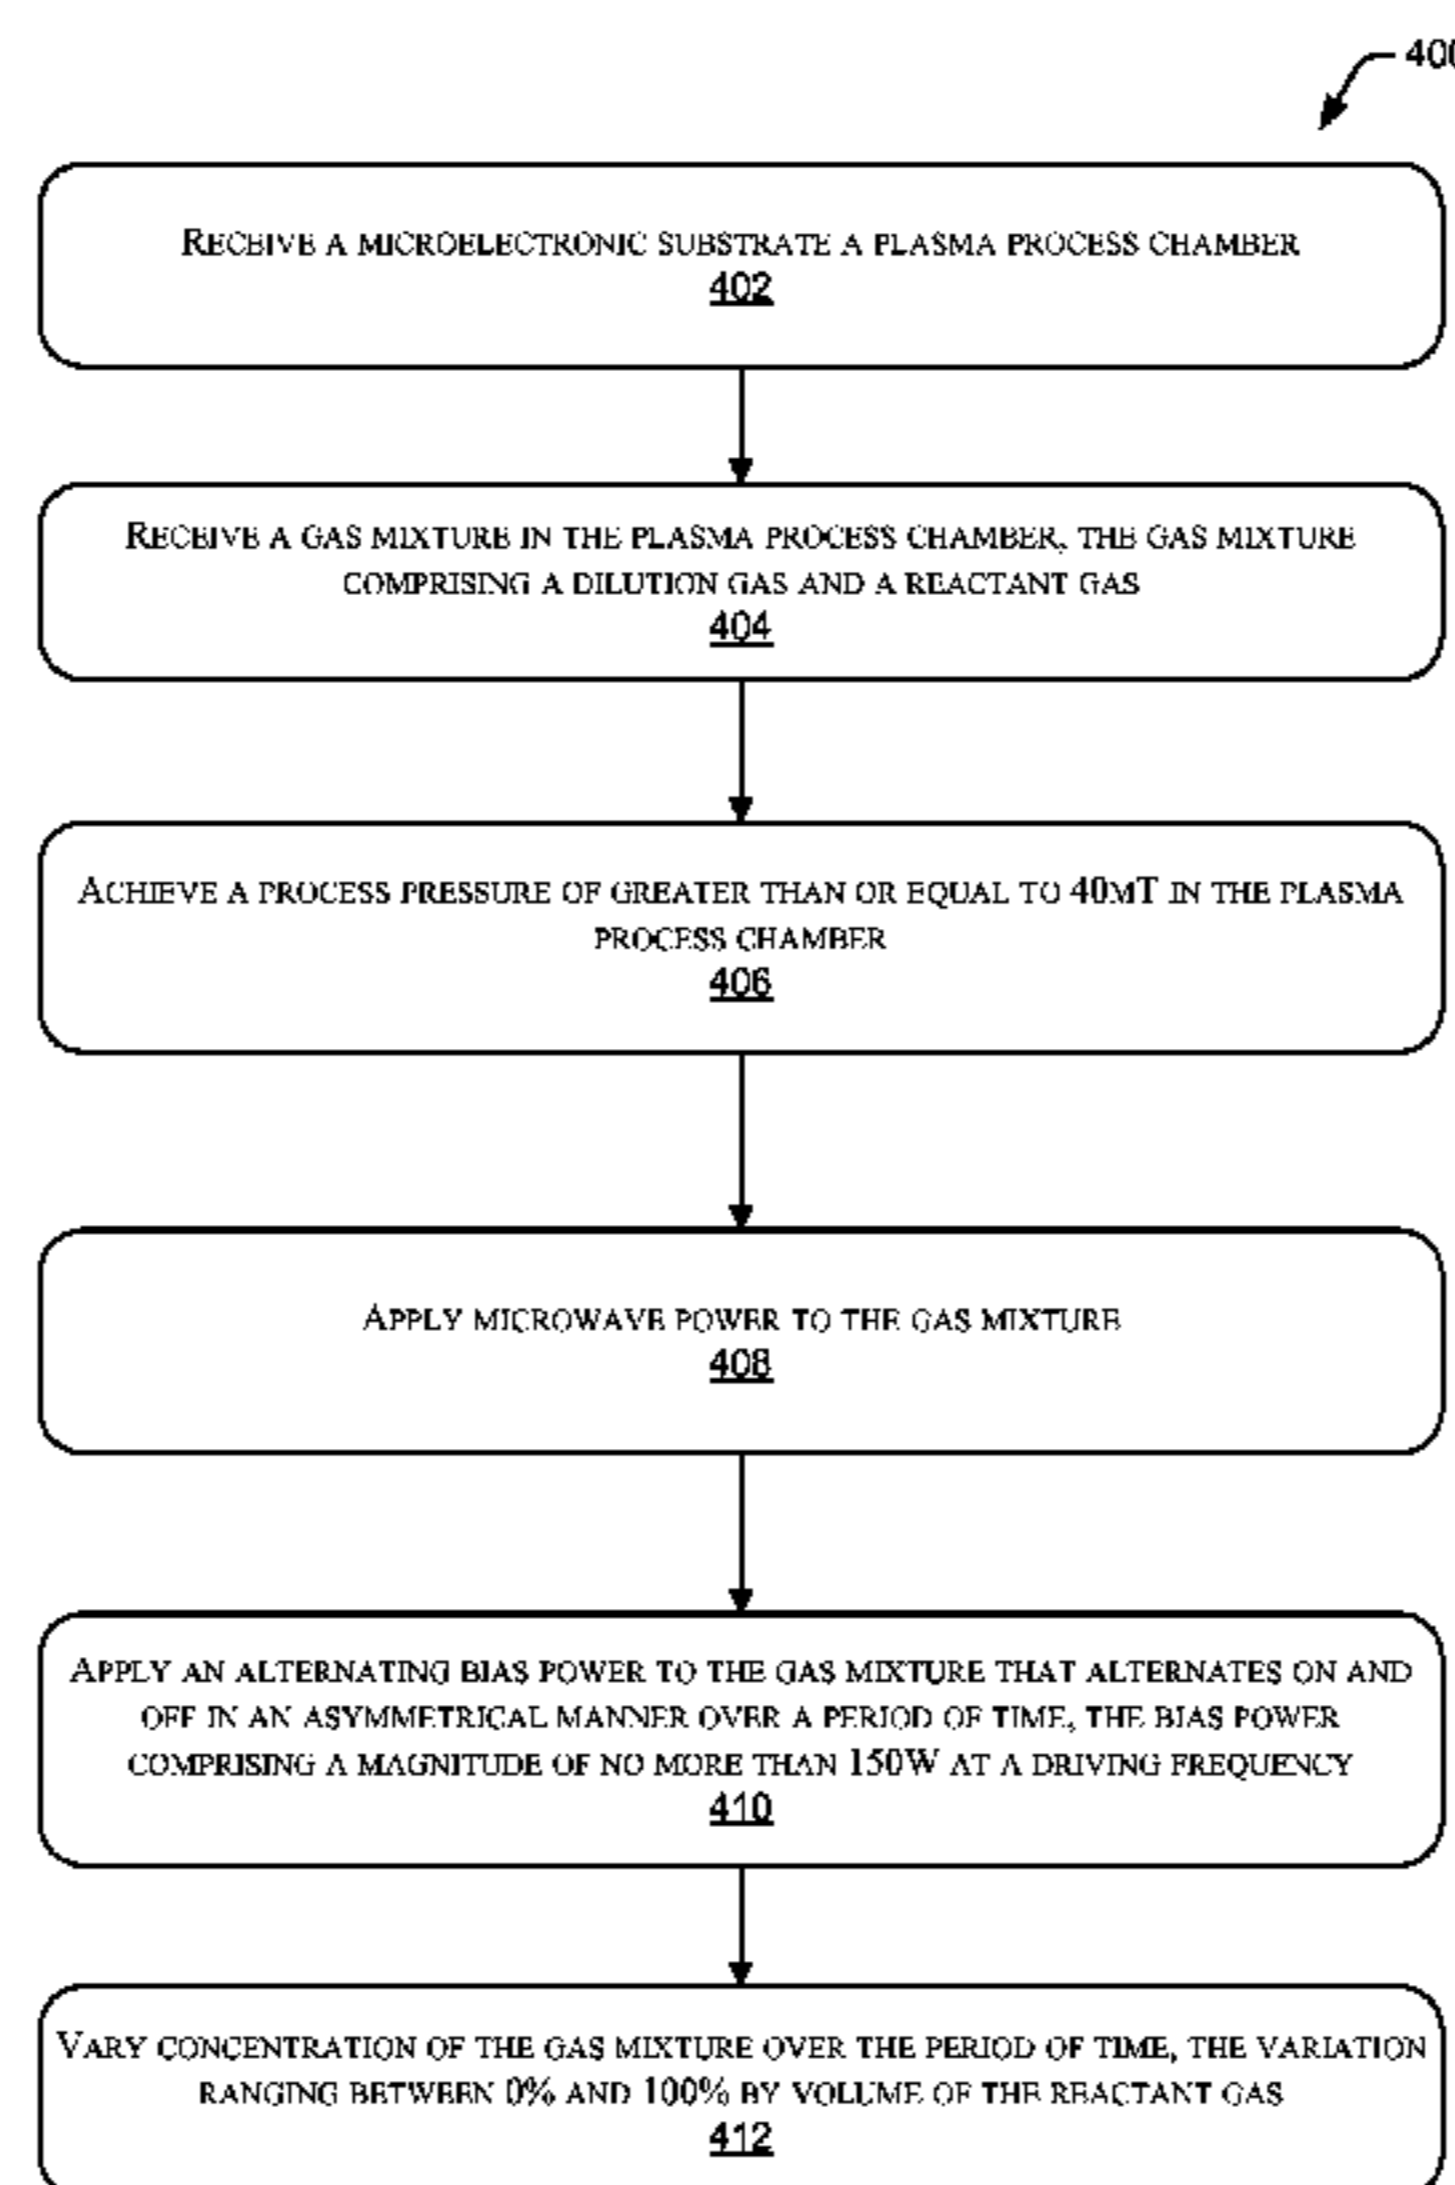 400
RECEIVE A MICROELECTRONIC SUBSTRATE A PLASMA PROCESS CHAMBER
402
RECEIVE A GAS MIXTURE IN THE PLASMA PROCESS CHAMBER, THE GAS MIXTURE
COMPRISING A DILUTION GAS AND A REACTANT GAS
404
ACHIEVE A PROCESS PRESSURE OF GREATER THAN OR EQUAL TO 40MT IN THE PLASMA
PROCESS CHAMBER
406
APPLY MICROWAVE POWER TO THE GAS MIXTURE
408
APPLY AN ALTERNATING BIAS POWER TO THE GAS MIXTURE THAT ALTERNATES ON AND
OFF IN AN ASYMMETRICAL MANNER OVER A PERIOD OF TIME, THE BIAS POWER
COMPRISING A MAGNITUDE OF NO MORE THAN 150W AT A DRIVING FREQUENCY
410
VARY CONCENTRATION OF THE GAS MIXTURE OVER THE PERIOD OF TIME, THE VARIATION
RANGING BETWEEN 0% AND 100% BY VOLUME OF THE REACTANT GAS
412